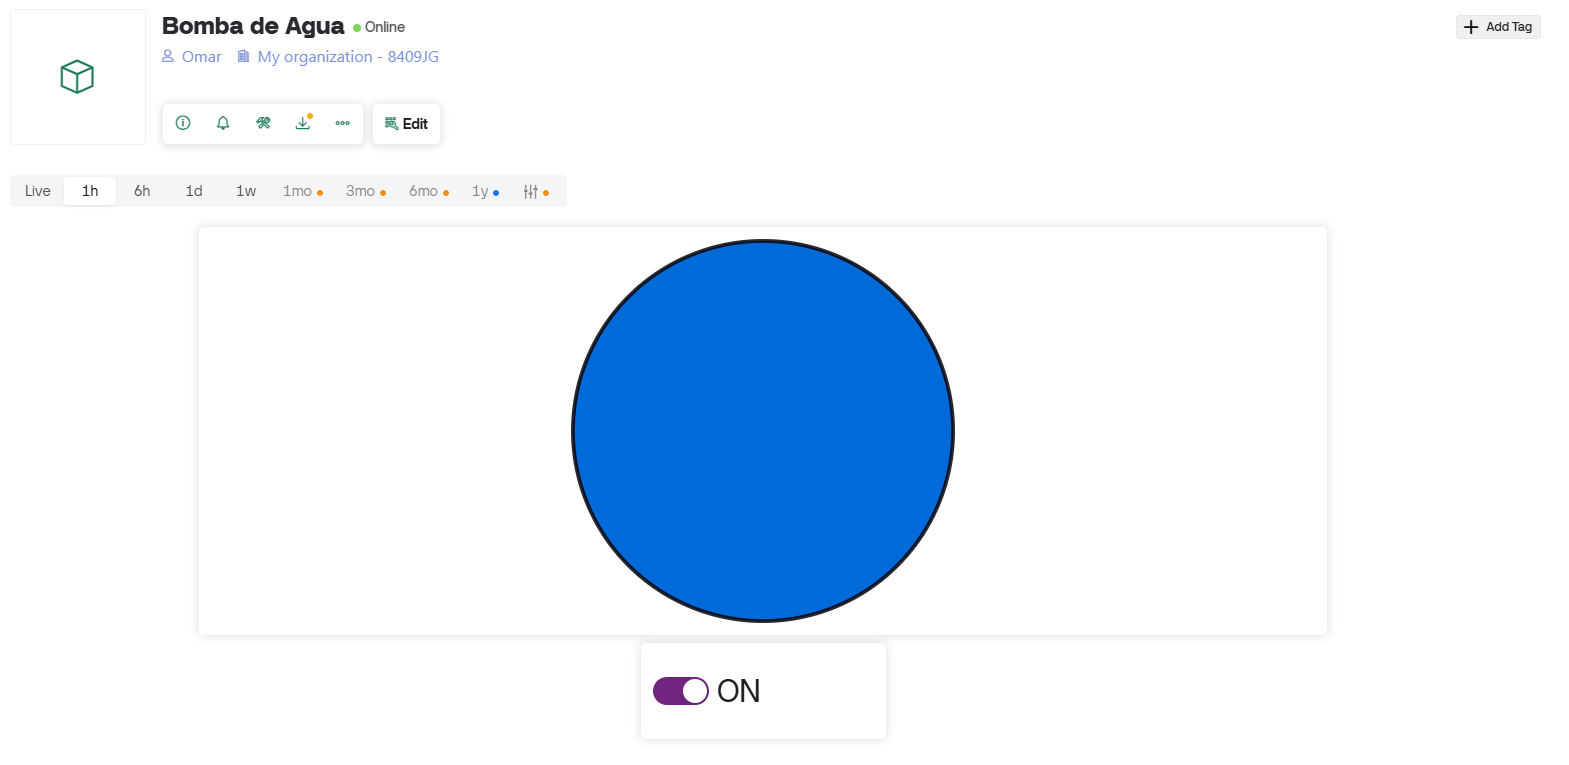 Bomba de Agua Online
Add Tag
Omar My organization - 8409JG
Edit
Live 1h 6h 1d 1w 1mo 3mo 6mo 1y
ON